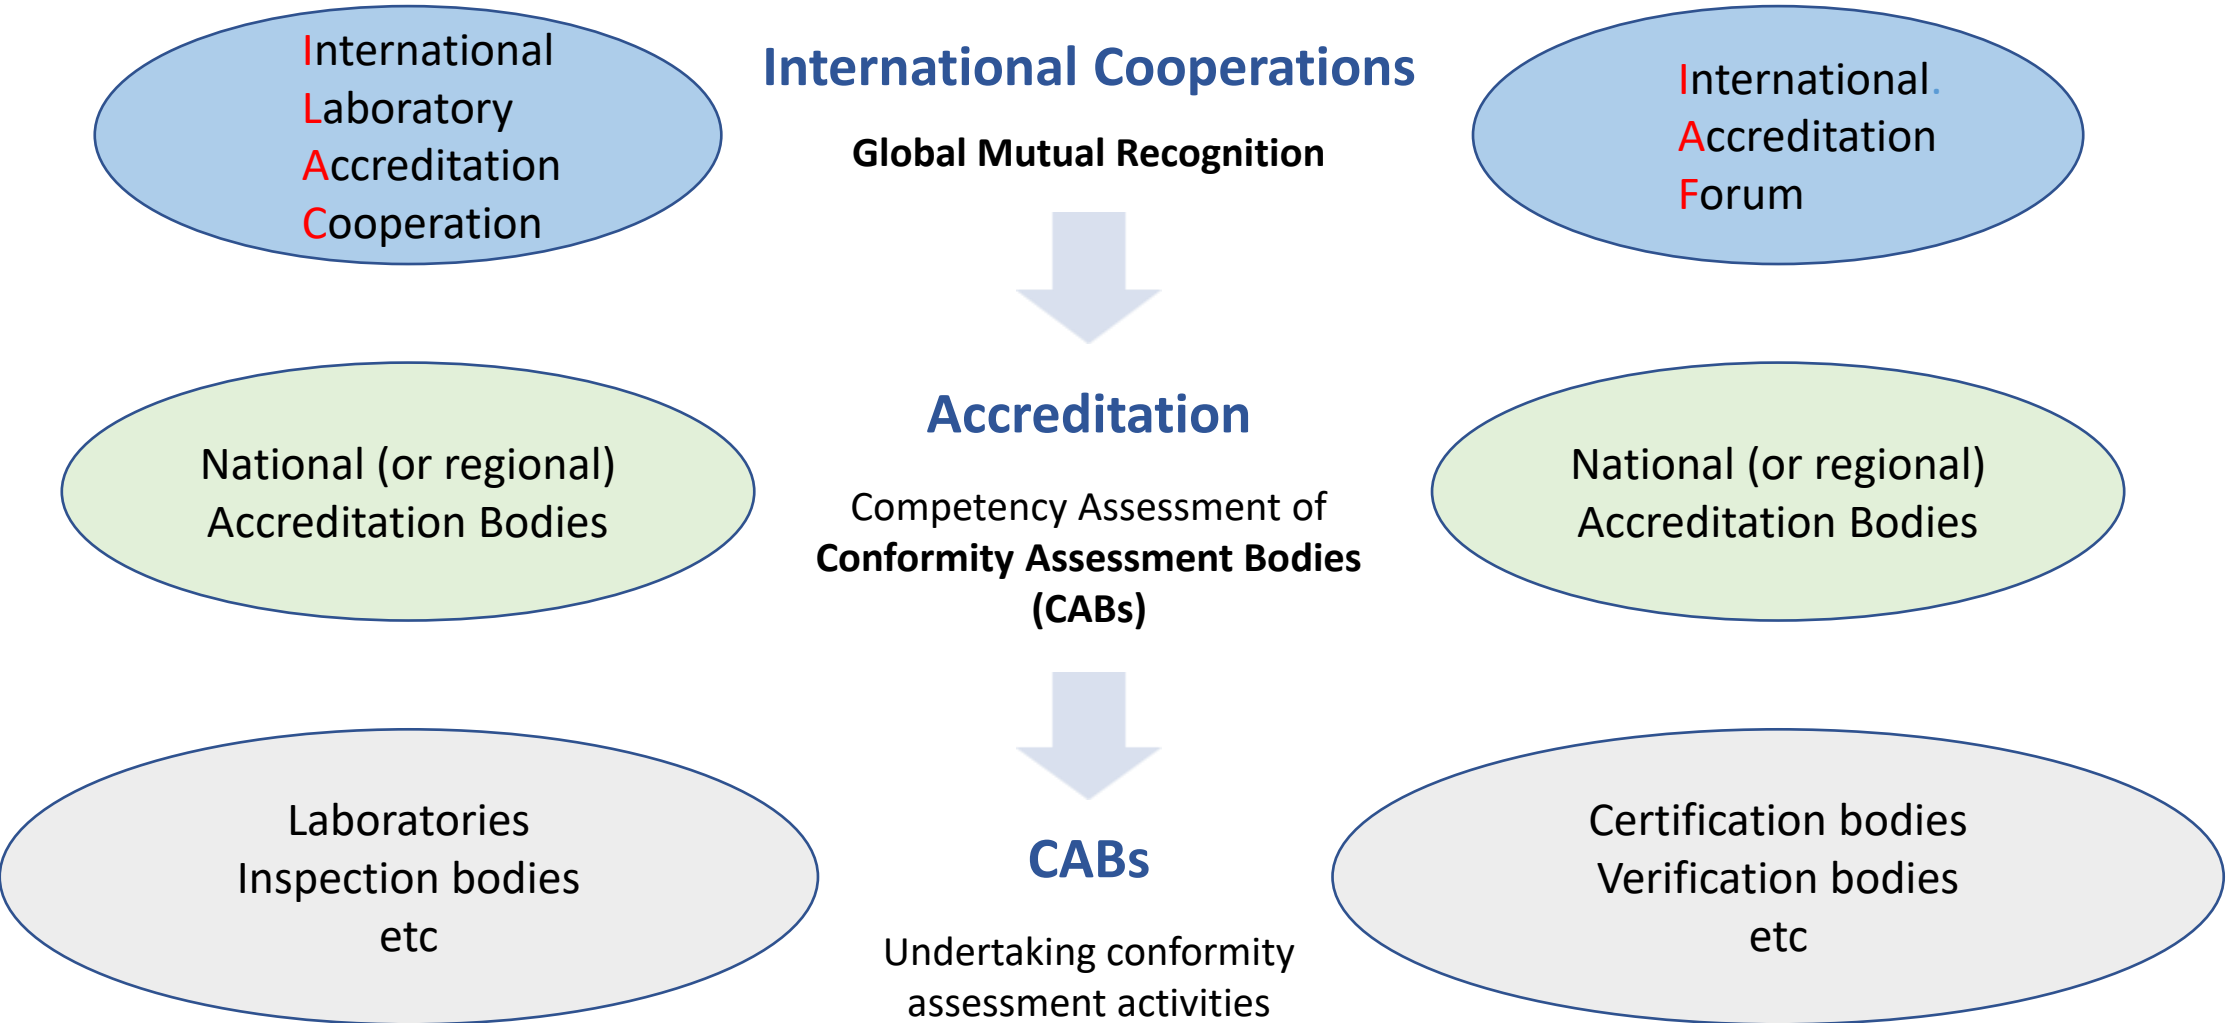 International
Laboratory
Accreditation
Cooperation
International Cooperations
Global Mutual Recognition
International.
Accreditation
Forum
National (or regional)
Accreditation Bodies
Accreditation
Competency Assessment of
Conformity Assessment Bodies
(CABs)
National (or regional)
Accreditation Bodies
Laboratories
Inspection bodies
etc
CABs
Undertaking conformity
assessment activities
Certification bodies
Verification bodies
etc